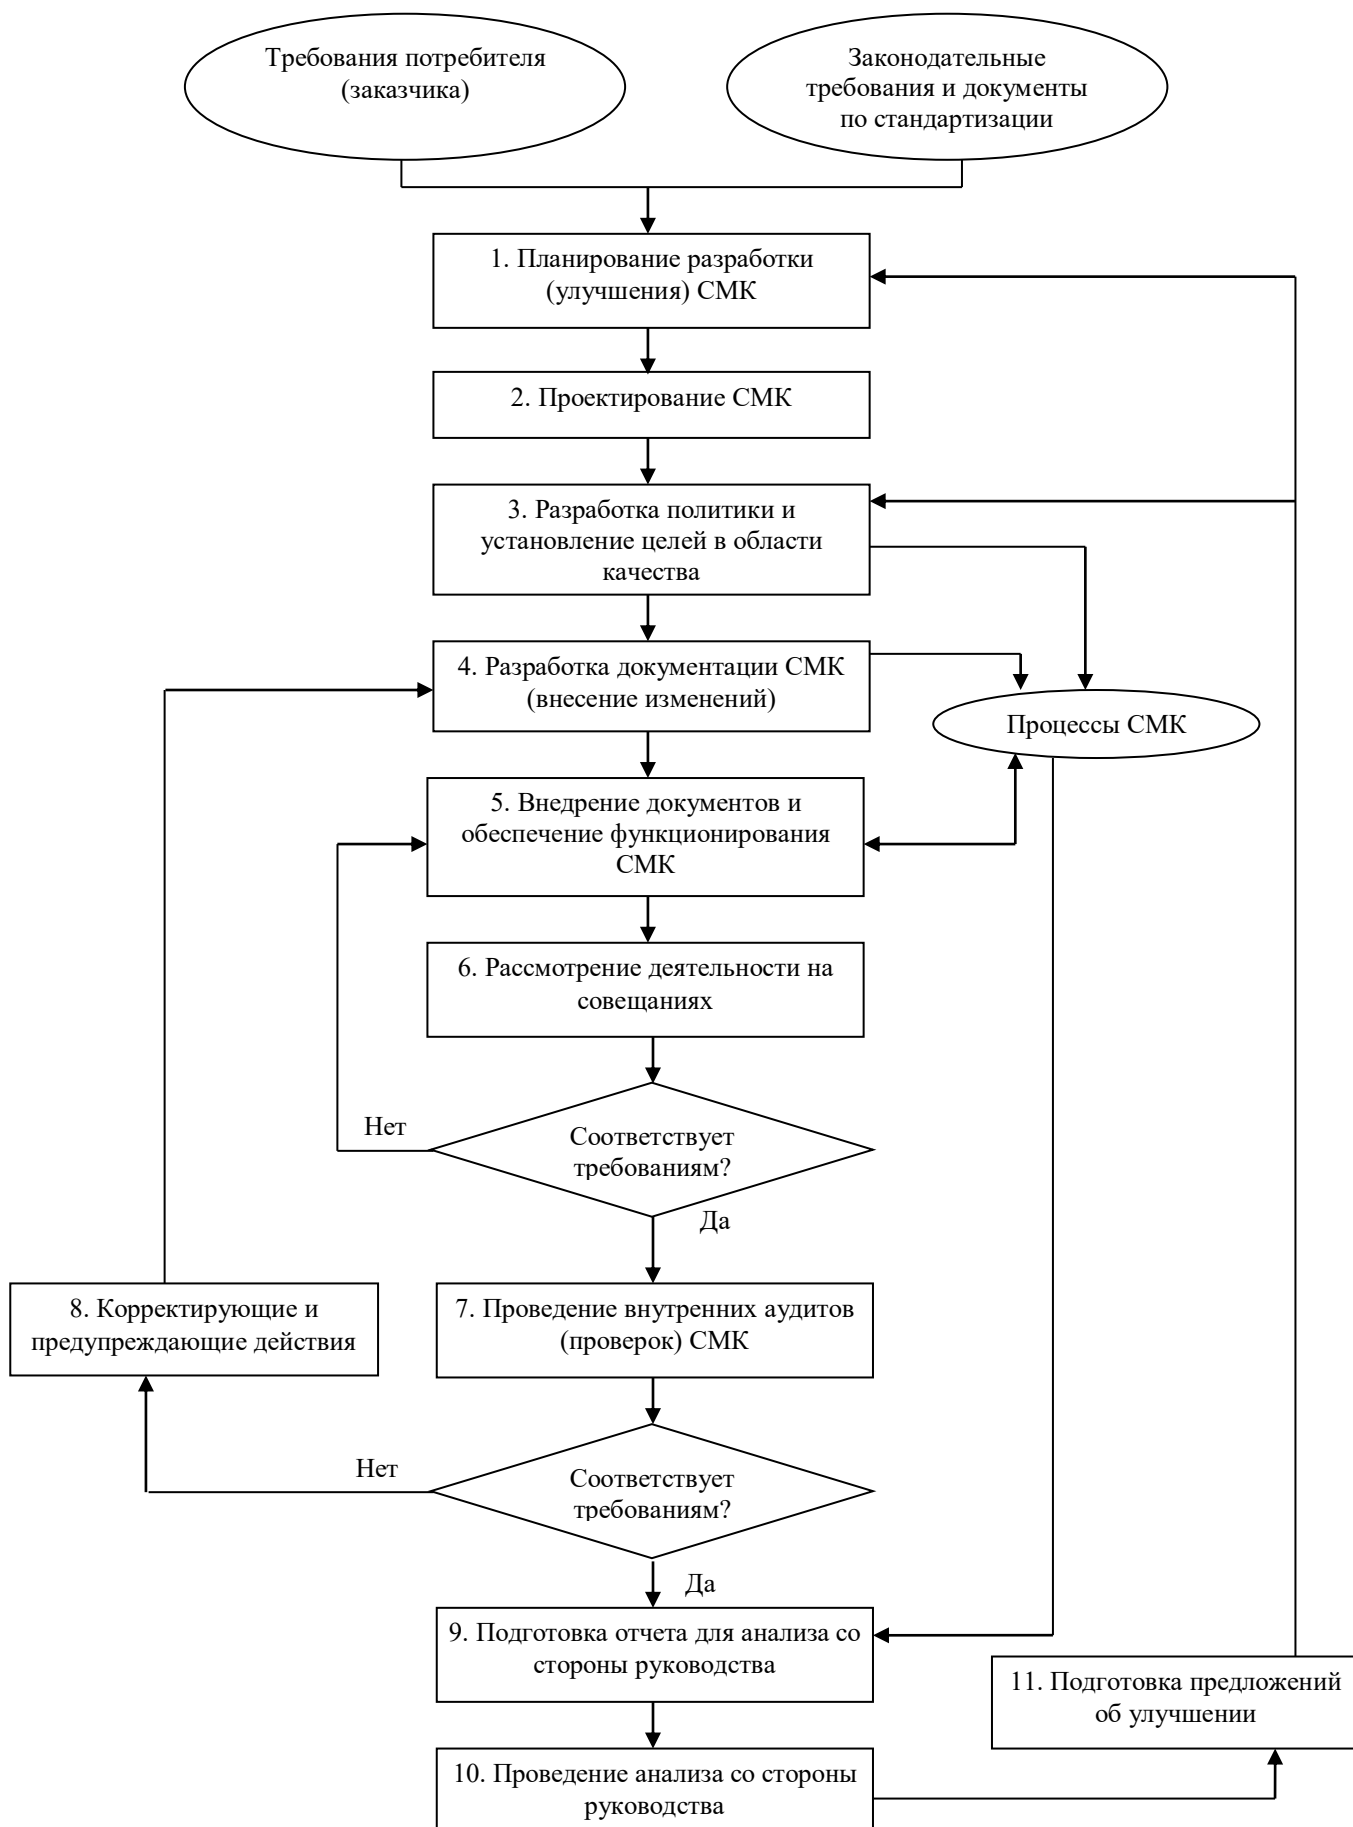 Требования потребителя
(заказчика)
Законодательные
требования и документы
по стандартизации
1. Планирование разработки
(улучшения) СМК
2. Проектирование СМК
3. Разработка политики и
установление целей в области
качества
4. Разработка документации СМК
(внесение изменений)
Процессы СМК
5. Внедрение документов и
обеспечение функционирования
СМК
6. Рассмотрение деятельности на
совещаниях
Нет
Соответствует
требованиям?
Да
8. Корректирующие и
предупреждающие действия
7. Проведение внутренних аудитов
(проверок) СМК
Нет
Соответствует
требованиям?
Да
9. Подготовка отчета для анализа со
стороны руководства
11. Подготовка предложений
об улучшении
10. Проведение анализа со стороны
руководства